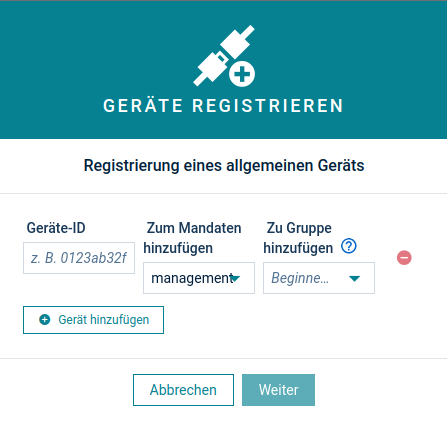 GERÄTE REGISTRIEREN
Registrierung eines allgemeinen Geräts
Geräte-ID
Zum Mandaten
hinzufügen
Zu Gruppe
hinzufügen ?
z. B. 0123ab32f
management
Beginne...
Gerät hinzufügen
Abbrechen
Weiter